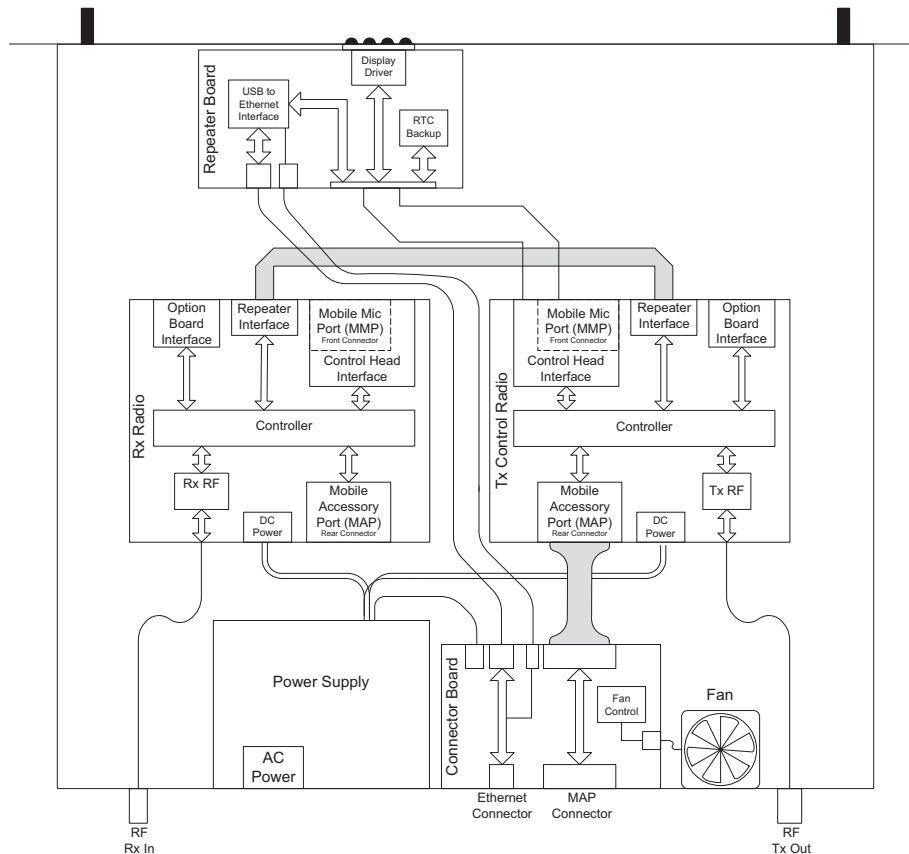 Repeater Board
Display
Driver
USB to
Ethernet
Interface
RTC
Backup
Rx Radio
Option
Board
Interface
Repeater
Interface
Mobile Mic
Port (MMP)
Front Connector
Control Head
Interface
Controller
Rx RF
Mobile
Accessory
Port (MAP)
Rear Connector
DC
Power
Tx Control Radio
Mobile Mic
Port (MMP)
Front Connector
Control Head
Interface
Repeater
Interface
Option
Board
Interface
Controller
Mobile
Accessory
Port (MAP)
Rear Connector
DC
Power
Tx RF
Power Supply
AC
Power
Connector Board
Fan
Control
Fan
Ethernet
Connector
MAP
Connector
RF
Rx In
RF
Tx Out